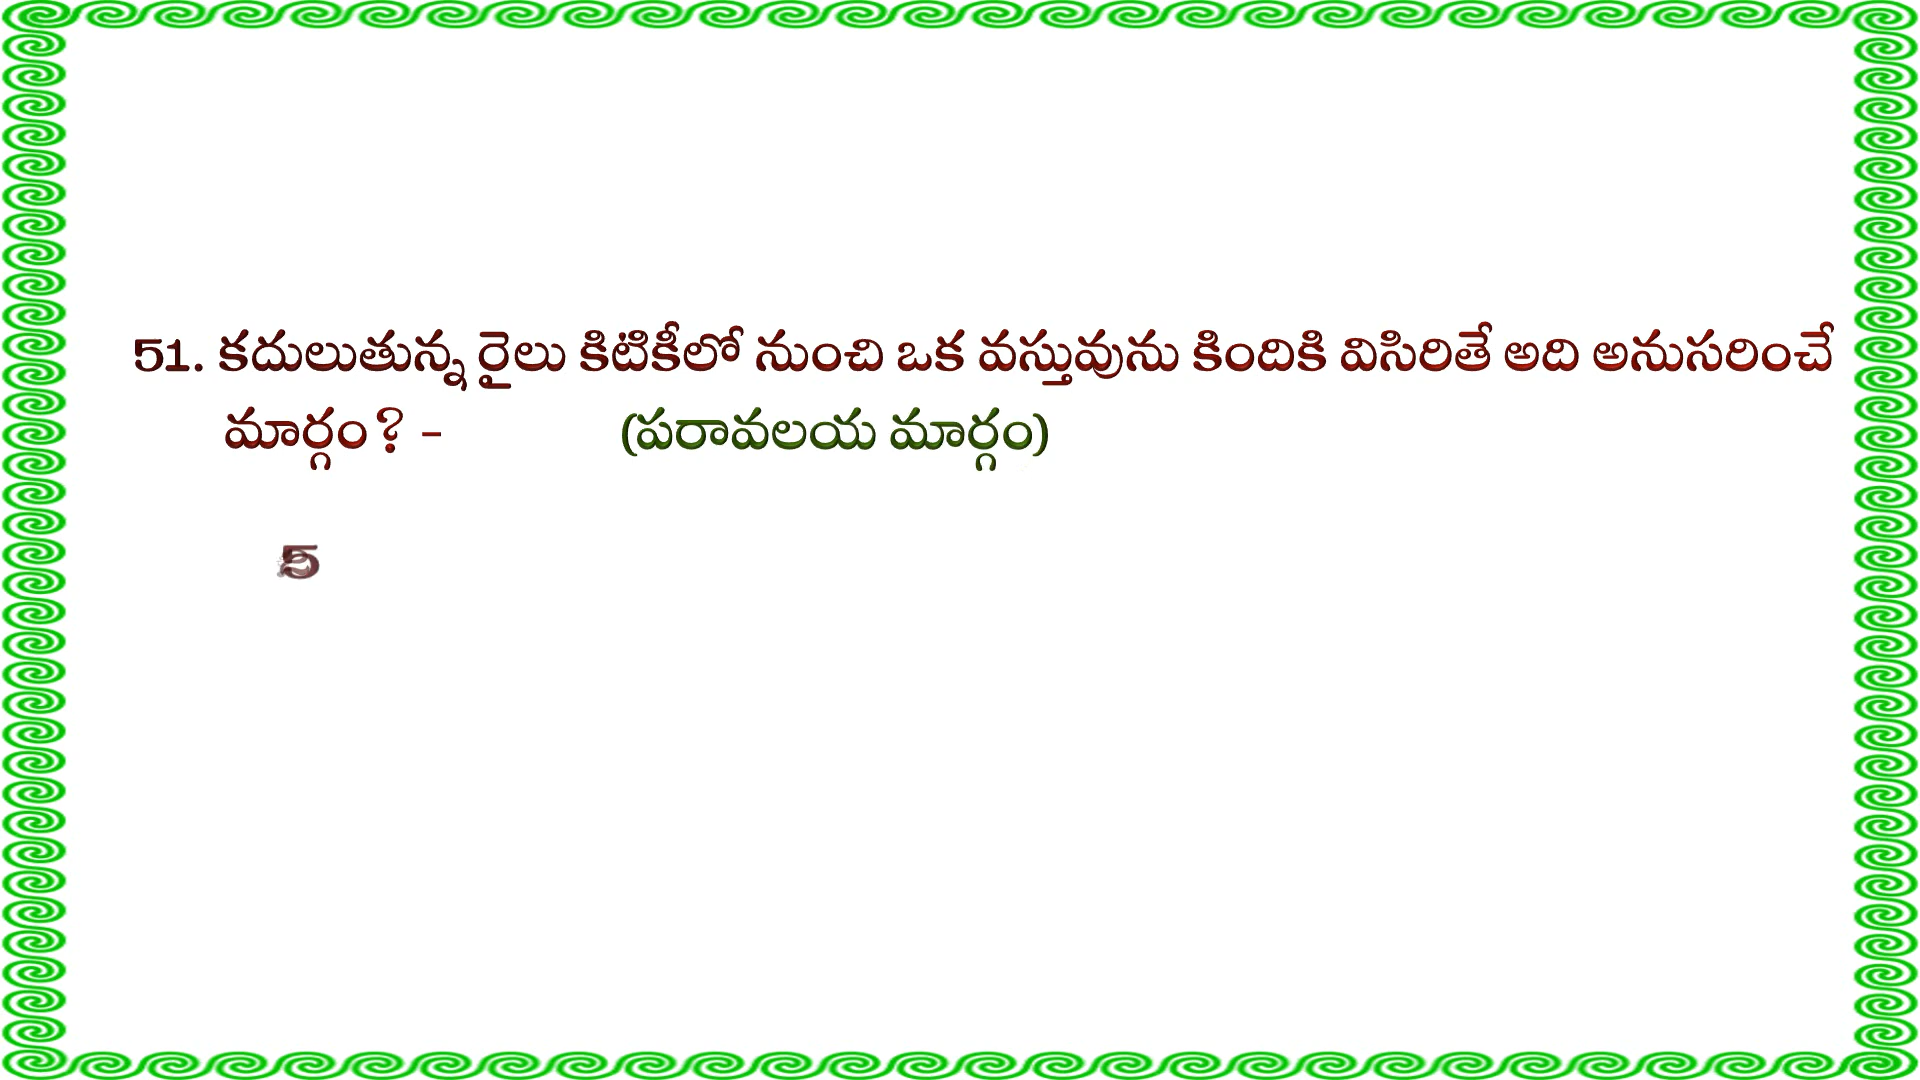 51. కదులుతున్న రైలు కిటికీలో నుంచి ఒక వస్తువును కిందికి విసిరితే అది అనుసరించే
మార్గం? - (పరావలయ మార్గం)
5